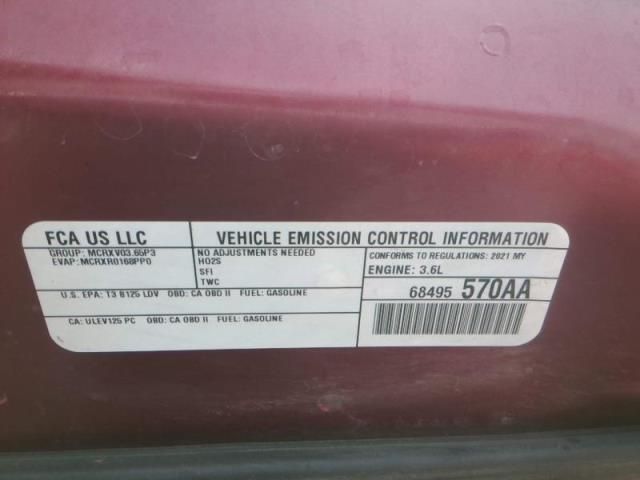 FCA US LLC
VEHICLE EMISSION CONTROL INFORMATION
GROUP: MCRXV03.65P3
EVAP: MCRXR0168PP0
NO ADJUSTMENTS NEEDED
HO2S
SFI
TWC
CONFORMS TO REGULATIONS: 2021 MY
ENGINE: 3.6L
U.S. EPA: T3 B125 LDV OBD: CA OBD II FUEL: GASOLINE
68495 570AA
CA: ULEV125 PC OBD: CA OBD II FUEL: GASOLINE